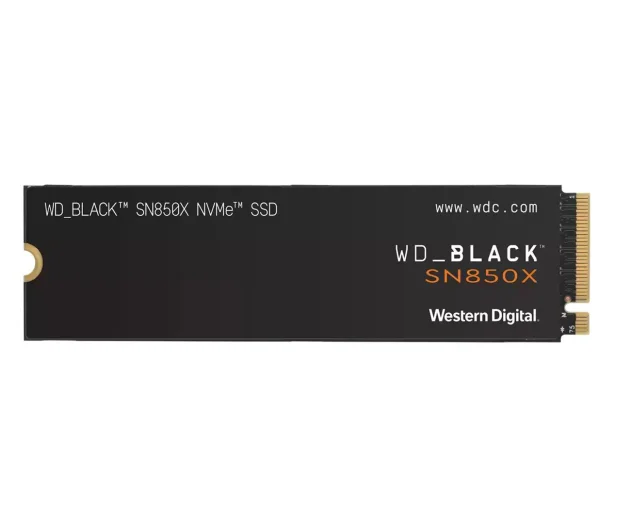 WD_BLACK™ SN850X NVMe™ SSD
www.wdc.com
WD_BLACK™
SN850X
Western Digital.